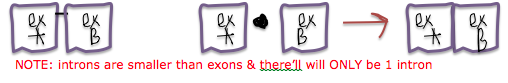 ex A ex B ex A ex B ex A ex B
NOTE: introns are smaller than exons & there'll will ONLY be 1 intron